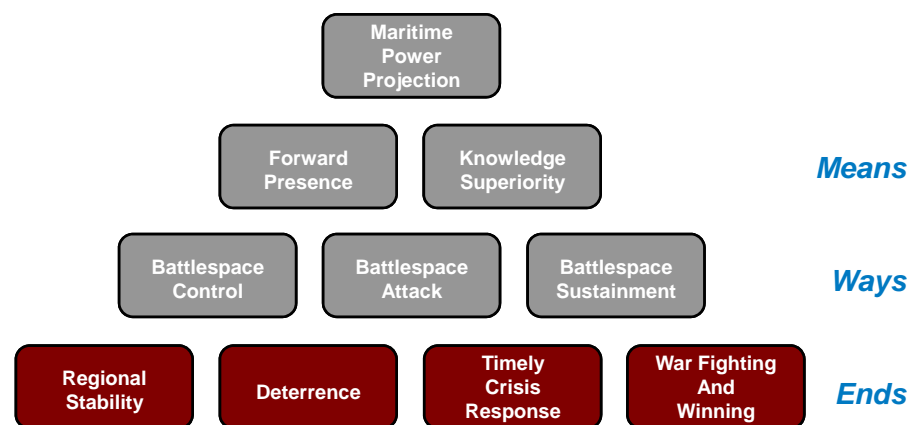 Maritime
Power
Projection
Forward
Presence
Knowledge
Superiority
Means
Battlespace
Control
Battlespace
Attack
Battlespace
Sustainment
Ways
Regional
Stability
Deterrence
Timely
Crisis
Response
War Fighting
And
Winning
Ends